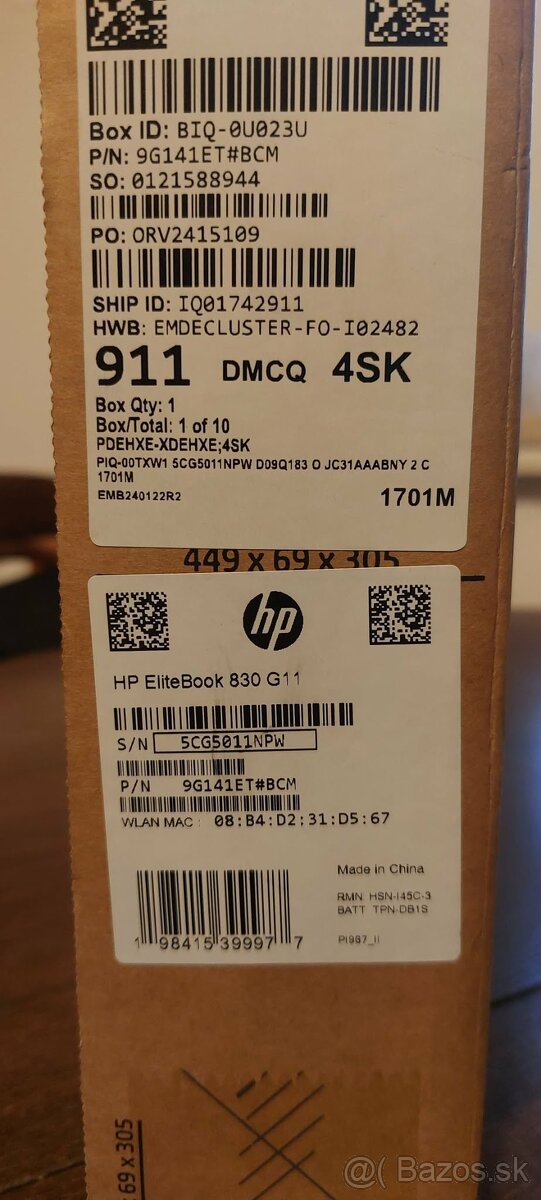 Box ID: BIQ-0U023U
P/N: 9G141ET#BCM
SO: 0121588944
PO: ORV2415109
SHIP ID: IQ01742911
HWB: EMDECLUSTER-FO-I02482
911 DMCQ 4SK
Box Qty: 1
Box/Total: 1 of 10
PDEHXE-XDEHXE;4SK
PIQ-00TXW1 5CG5011NPW D09Q183 O JC31AAABNY 2 C
1701M
EMB240122R2 1701M
449 x 69 x 305
hp
HP EliteBook 830 G11
S/N 5CG5011NPW
P/N 9G141ET#BCM
WLAN MAC: 08:B4:D2:31:D5:67
Made in China
RMN HSN-I45C-3
BATT TPN-DB1S
1 98415 39997 7
PI987_II
69 x 305
@( Bazos.sk